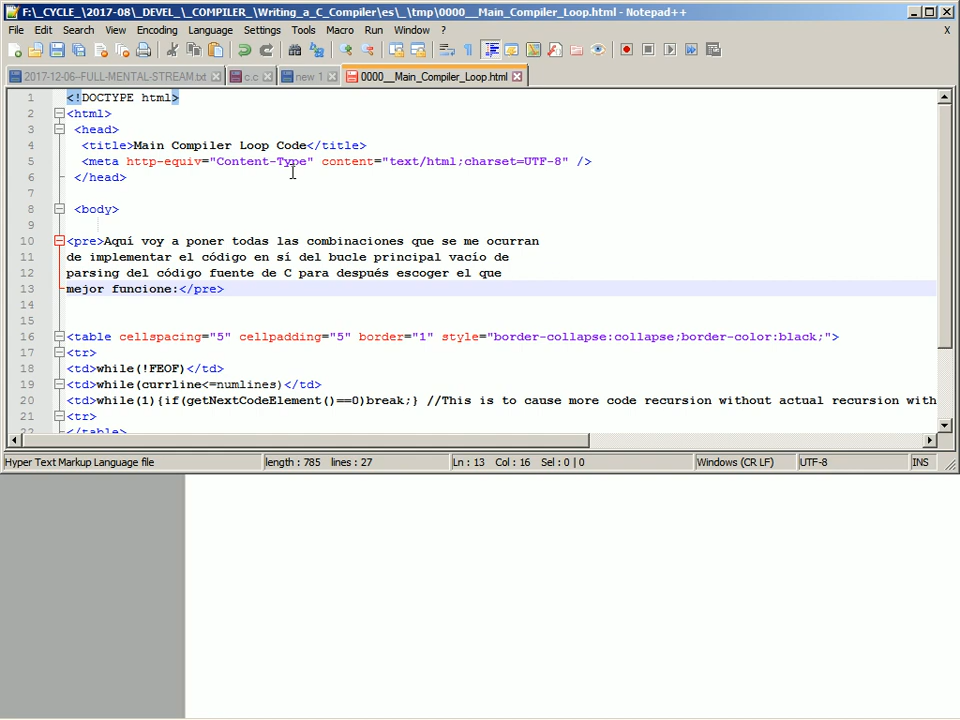 F:\_CYCLE_\2017-08\_DEVEL_\_COMPILER_\Writing_a_C_Compiler\es\_\tmp\0000__Main_Compiler_Loop.html - Notepad++
File Edit Search View Encoding Language Settings Tools Macro Run Window ? X
2017-12-06--FULL-MENTAL-STREAM.txt c.c new 1 0000__Main_Compiler_Loop.html
1 <!DOCTYPE html>
2 <html>
3 <head>
4 <title>Main Compiler Loop Code</title>
5 <meta http-equiv="Content-Type" content="text/html;charset=UTF-8" />
6 </head>
7
8 <body>
9
10 <pre>Aquí voy a poner todas las combinaciones que se me ocurran
11 de implementar el código en sí del bucle principal vacío de
12 parsing del código fuente de C para después escoger el que
13 mejor funcione:</pre>
14
15
16 <table cellspacing="5" cellpadding="5" border="1" style="border-collapse:collapse;border-color:black;">
17 <tr>
18 <td>while(!FEOF)</td>
19 <td>while(currline<=numlines)</td>
20 <td>while(1){if(getNextCodeElement()==0)break;} //This is to cause more code recursion without actual recursion with
21 <tr>
22 </table>
Hyper Text Markup Language file length : 785 lines : 27 Ln : 13 Col : 16 Sel : 0 | 0 Windows (CR LF) UTF-8 INS